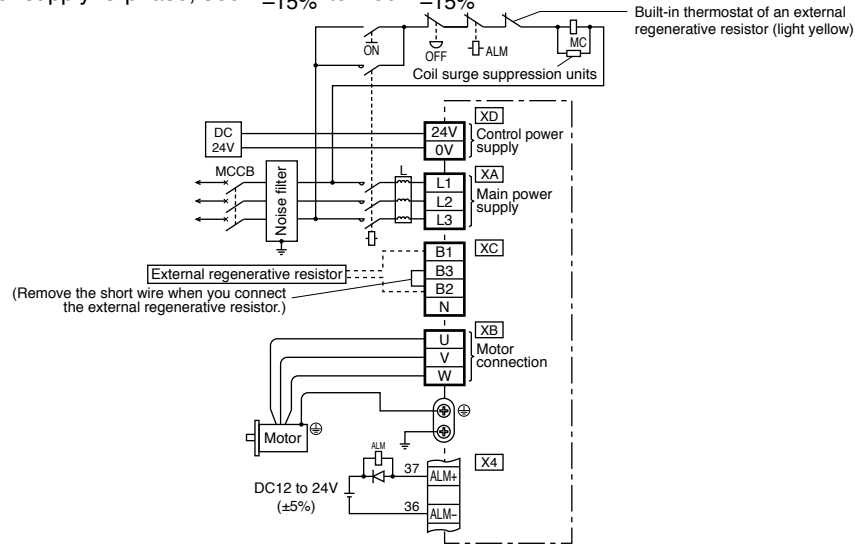 −15%
−15%
Built-in thermostat of an external
regenerative resistor (light yellow)
ON
OFF
ALM
MC
Coil surge suppression units
XD
DC
24V
24V
0V
Control power
supply
XA
MCCB
Noise filter
L
L1
L2
L3
Main power
supply
XC
B1
B3
B2
N
External regenerative resistor
(Remove the short wire when you connect
the external regenerative resistor.)
XB
U
V
W
Motor
connection
Motor
ALM
X4
37
ALM+
DC12 to 24V
(±5%)
36
ALM−